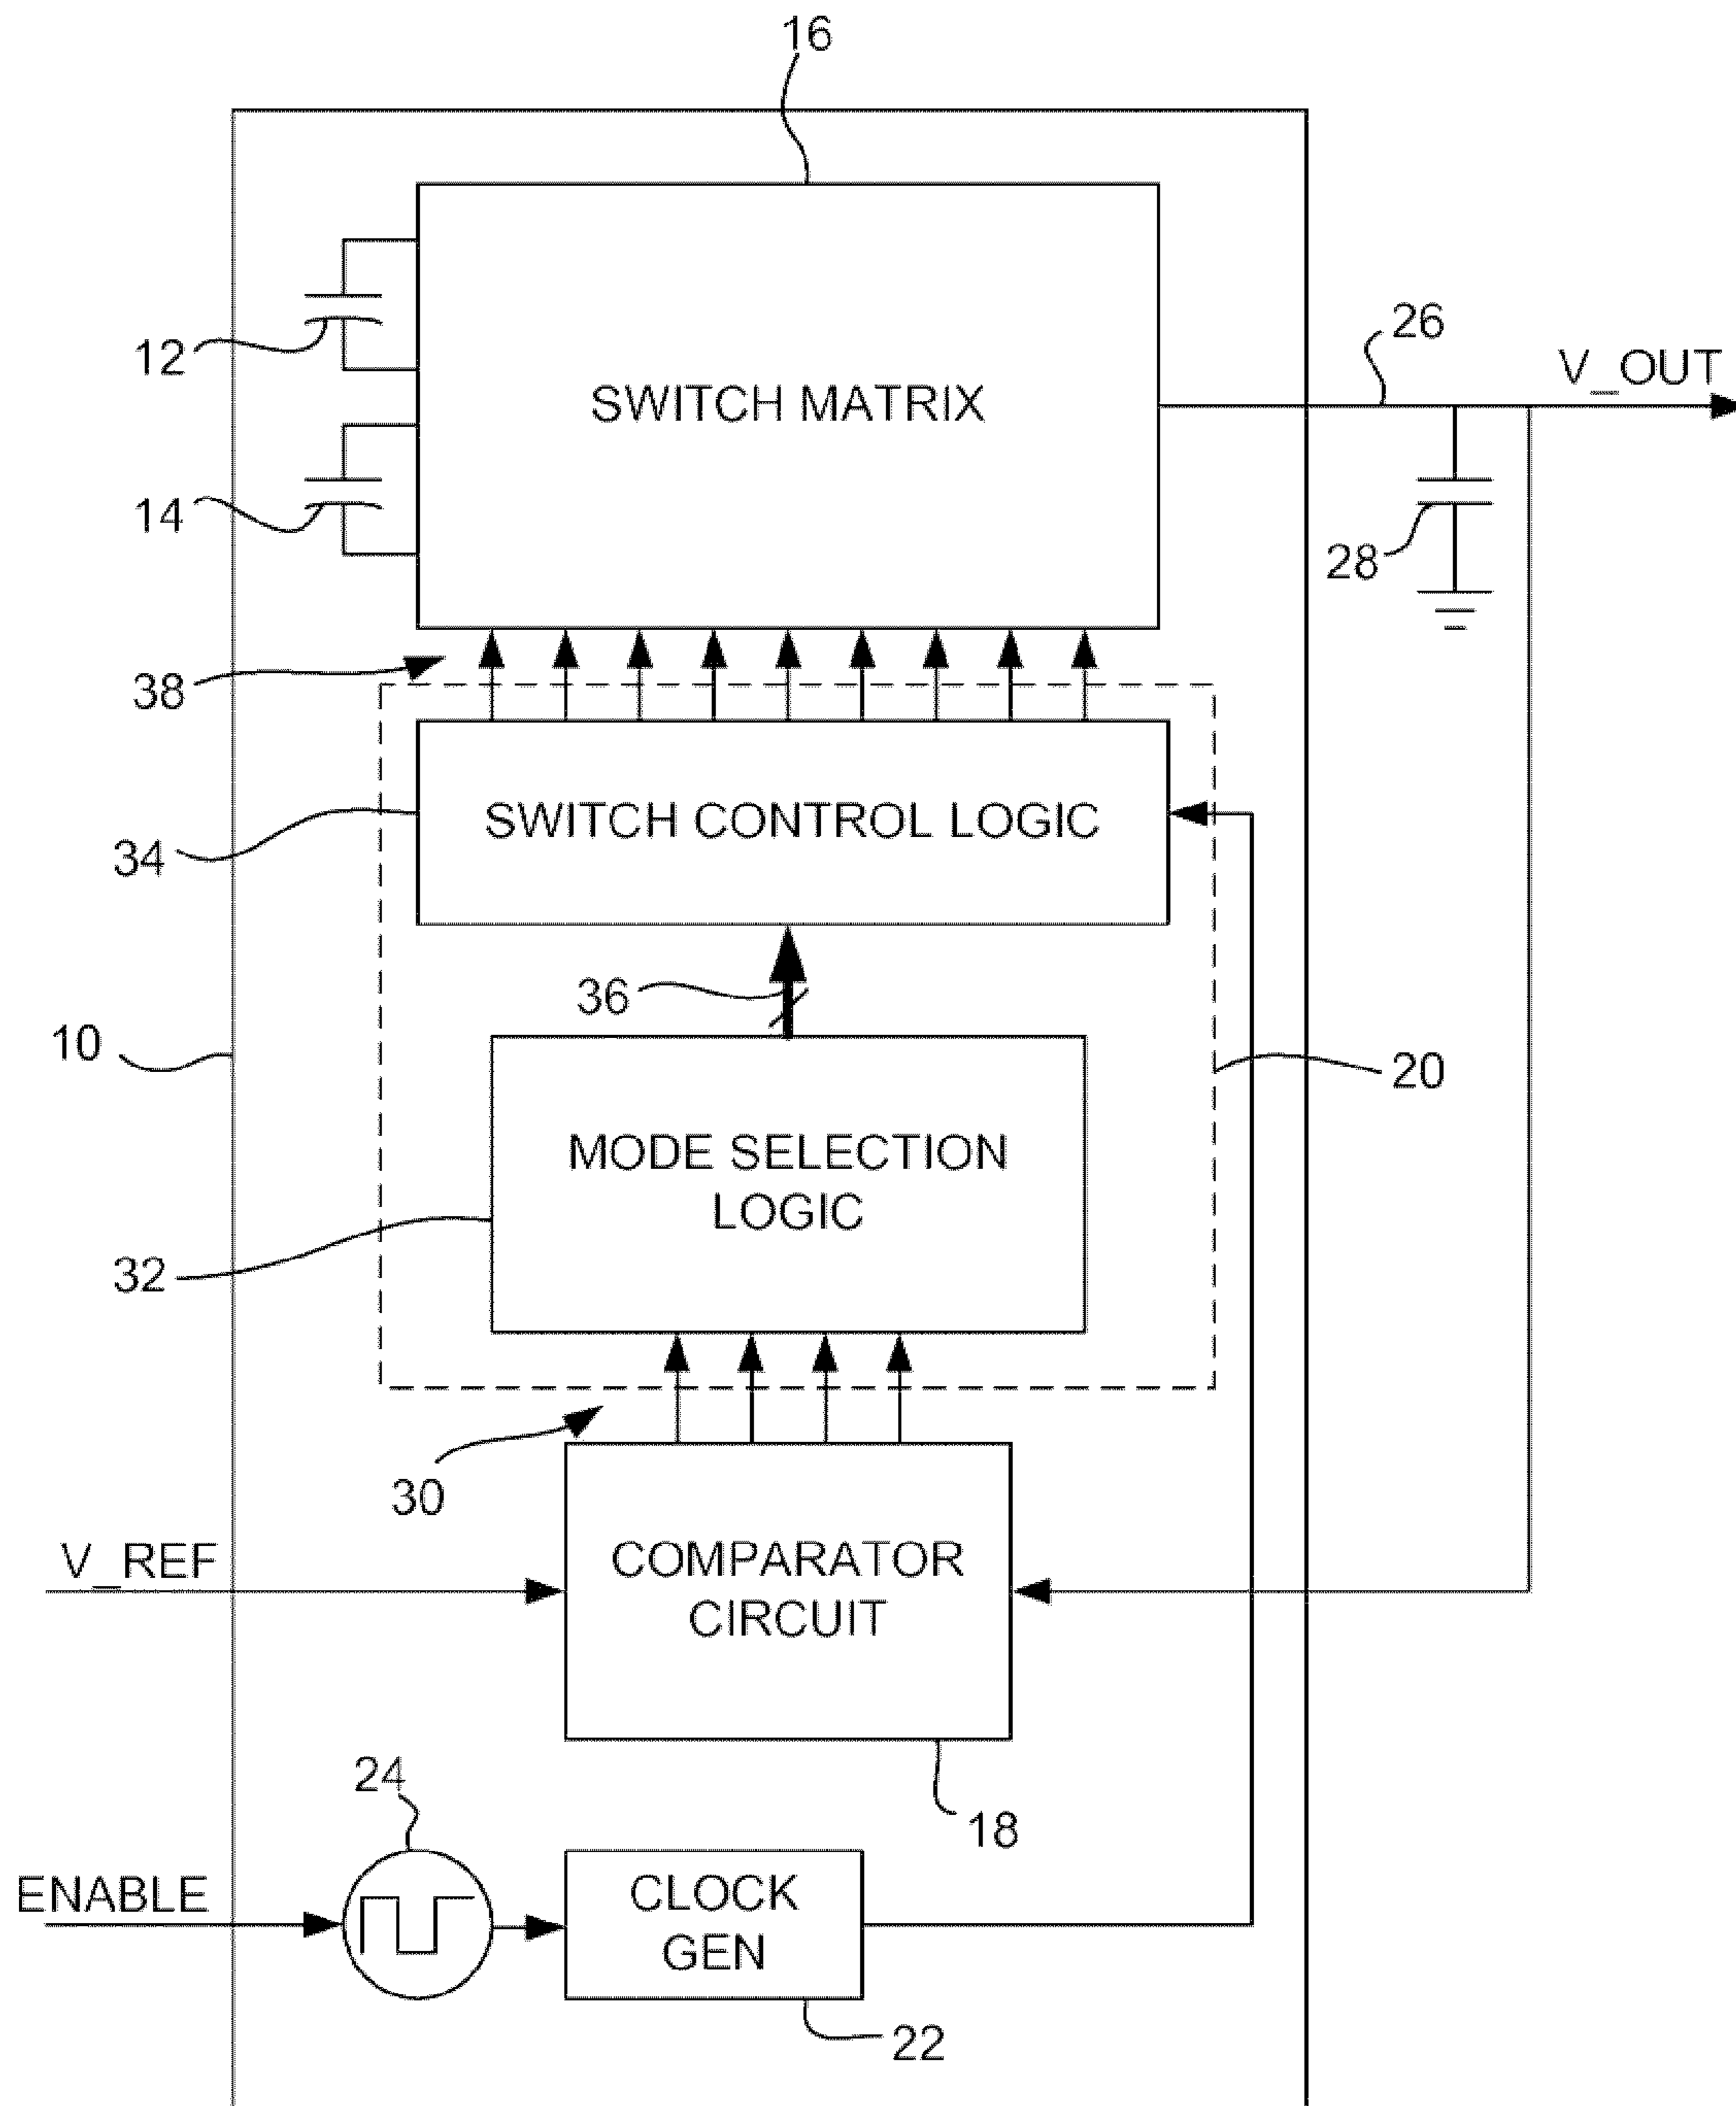 16
12
SWITCH MATRIX
26
V_OUT
14
28
38
34
SWITCH CONTROL LOGIC
36
10
20
MODE SELECTION
LOGIC
32
30
V_REF
COMPARATOR
CIRCUIT
24
18
ENABLE
CLOCK
GEN
22